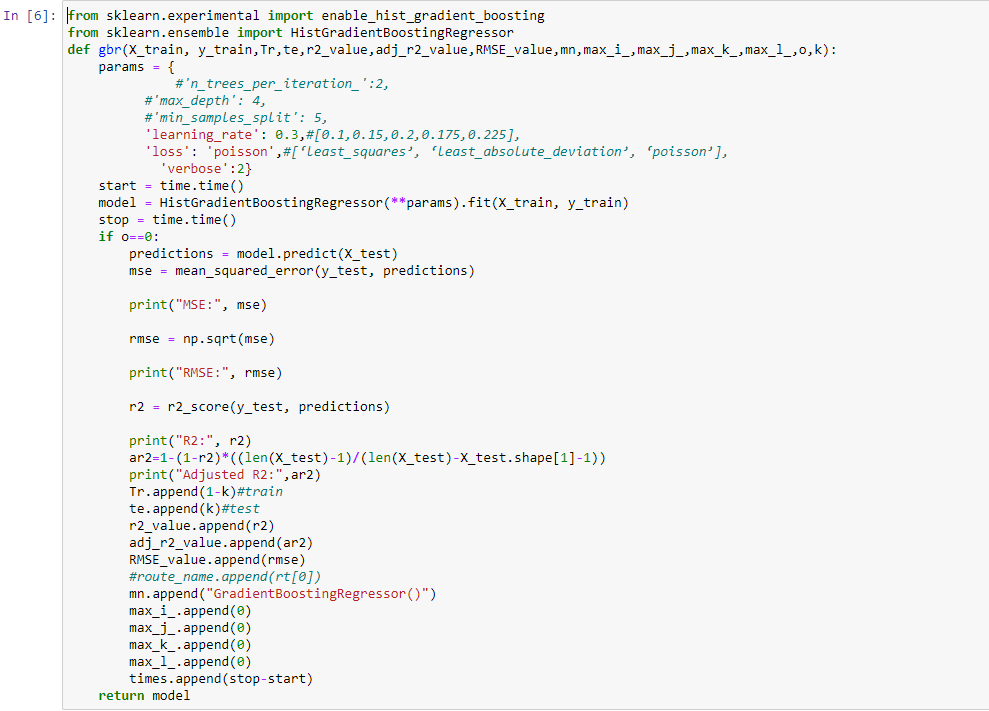 In [6]: from sklearn.experimental import enable_hist_gradient_boosting
from sklearn.ensemble import HistGradientBoostingRegressor
def gbr(X_train, y_train,Tr,te,r2_value,adj_r2_value,RMSE_value,mn,max_i_,max_j_,max_k_,max_l_,o,k):
    params = {
              #'n_trees_per_iteration_':2,
          #'max_depth': 4,
          #'min_samples_split': 5,
          'learning_rate': 0.3,#[0.1,0.15,0.2,0.175,0.225],
          'loss': 'poisson',#[‘least_squares’, ‘least_absolute_deviation’, ‘poisson’],
            'verbose':2}
    start = time.time()
    model = HistGradientBoostingRegressor(**params).fit(X_train, y_train)
    stop = time.time()
    if o==0:
        predictions = model.predict(X_test)
        mse = mean_squared_error(y_test, predictions)
        print("MSE:", mse)
        rmse = np.sqrt(mse)
        print("RMSE:", rmse)
        r2 = r2_score(y_test, predictions)
        print("R2:", r2)
        ar2=1-(1-r2)*((len(X_test)-1)/(len(X_test)-X_test.shape[1]-1))
        print("Adjusted R2:",ar2)
        Tr.append(1-k)#train
        te.append(k)#test
        r2_value.append(r2)
        adj_r2_value.append(ar2)
        RMSE_value.append(rmse)
        #route_name.append(rt[0])
        mn.append("GradientBoostingRegressor()")
        max_i_.append(0)
        max_j_.append(0)
        max_k_.append(0)
        max_l_.append(0)
        times.append(stop-start)
    return model